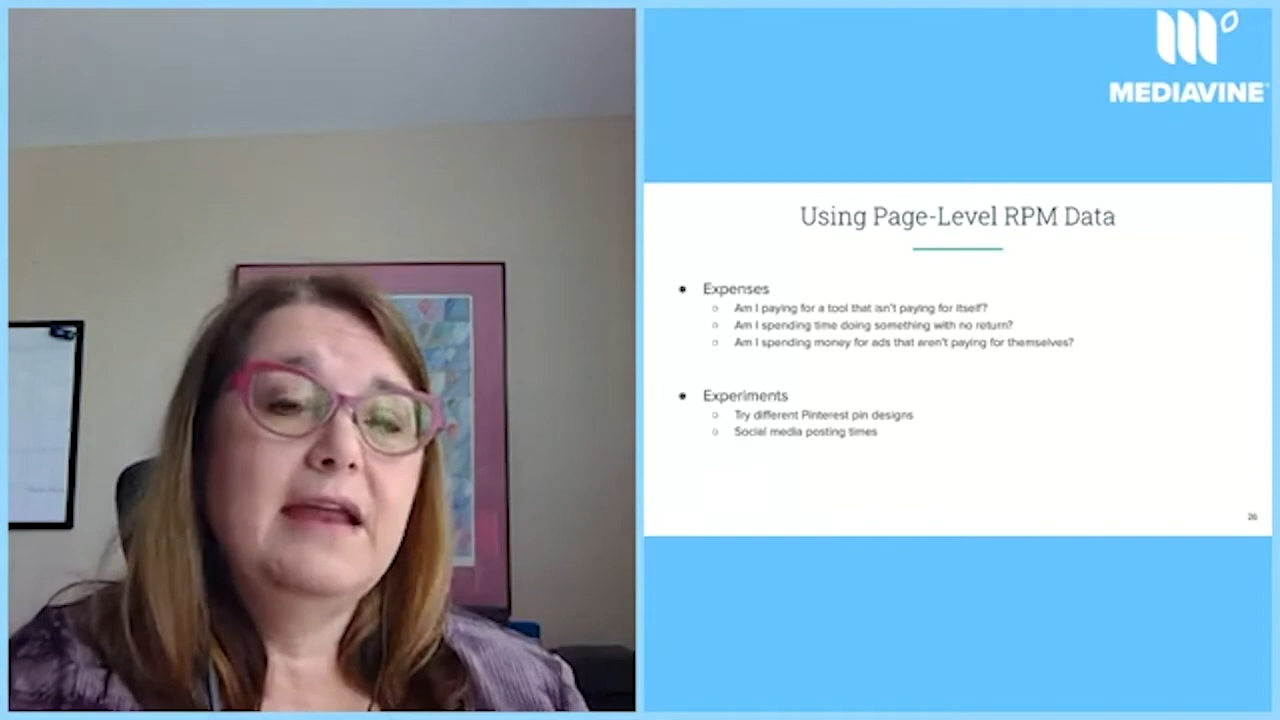 MEDIAVINE
Using Page-Level RPM Data
● Expenses
○ Am I paying for a tool that isn't paying for itself?
○ Am I spending time doing something with no return?
○ Am I spending money for ads that aren't paying for themselves?
● Experiments
○ Try different Pinterest pin designs
○ Social media posting times
26